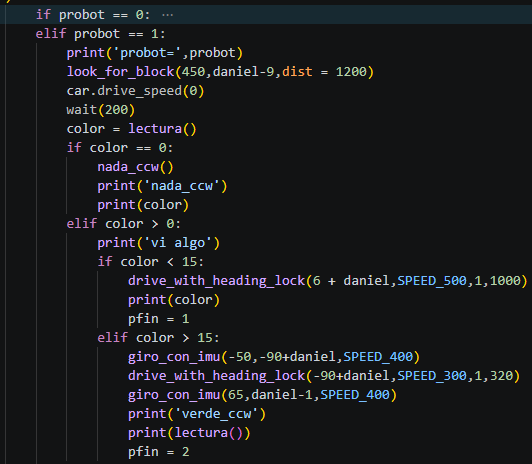 if probot == 0: ...
elif probot == 1:
print('probot=',probot)
look_for_block(450,daniel-9,dist = 1200)
car.drive_speed(0)
wait(200)
color = lectura()
if color == 0:
nada_ccw()
print('nada_ccw')
print(color)
elif color > 0:
print('vi algo')
if color < 15:
drive_with_heading_lock(6 + daniel,SPEED_500,1,1000)
print(color)
pfin = 1
elif color > 15:
giro_con_imu(-50,-90+daniel,SPEED_400)
drive_with_heading_lock(-90+daniel,SPEED_300,1,320)
giro_con_imu(65,daniel-1,SPEED_400)
print('verde_ccw')
print(lectura())
pfin = 2